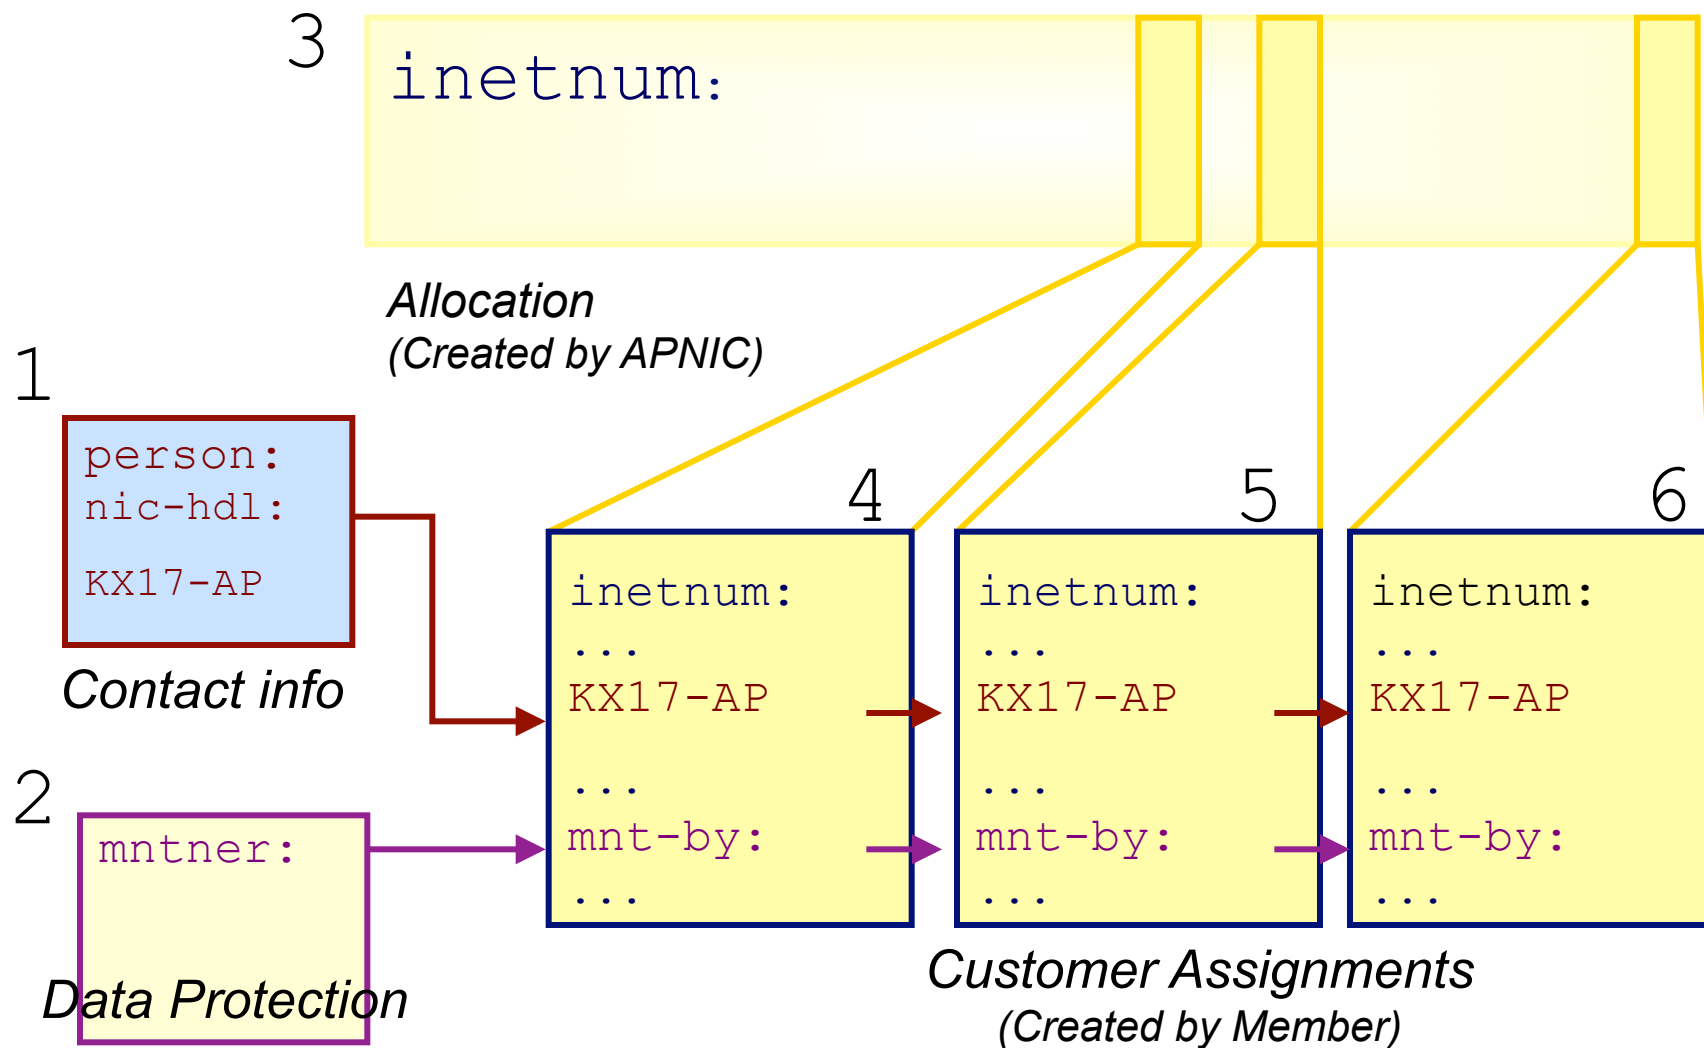 3
inetnum:
Allocation
(Created by APNIC)
1
person:
nic-hdl:
KX17-AP
Contact info
2
mntner:
Data Protection
4
inetnum:
...
KX17-AP
...
mnt-by:
...
5
inetnum:
...
KX17-AP
...
mnt-by:
...
6
inetnum:
...
KX17-AP
...
mnt-by:
...
Customer Assignments
(Created by Member)